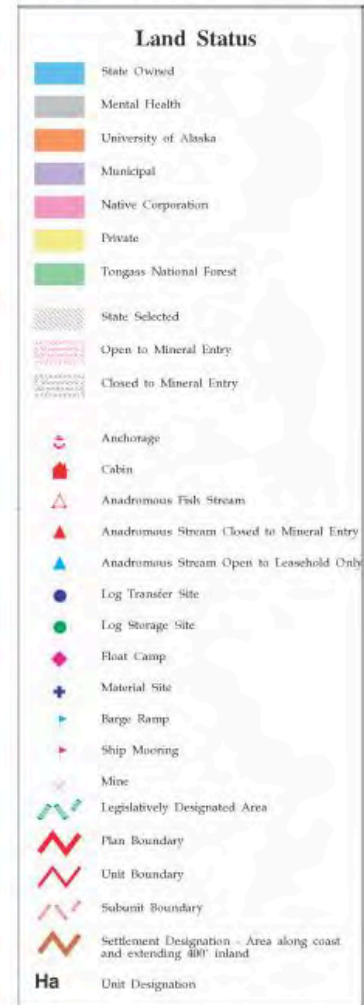 Land Status
State Owned
Mental Health
University of Alaska
Municipal
Native Corporation
Private
Tongass National Forest
State Selected
Open to Mineral Entry
Closed to Mineral Entry
Anchorage
Cabin
Anadromous Fish Stream
Anadromous Stream Closed to Mineral Entry
Anadromous Stream Open to Leasehold Only
Log Transfer Site
Log Storage Site
Float Camp
Material Site
Barge Ramp
Ship Mooring
Mine
Legislatively Designated Area
Plan Boundary
Unit Boundary
Subunit Boundary
Settlement Designation - Area along coast
and extending 400' inland
Ha Unit Designation